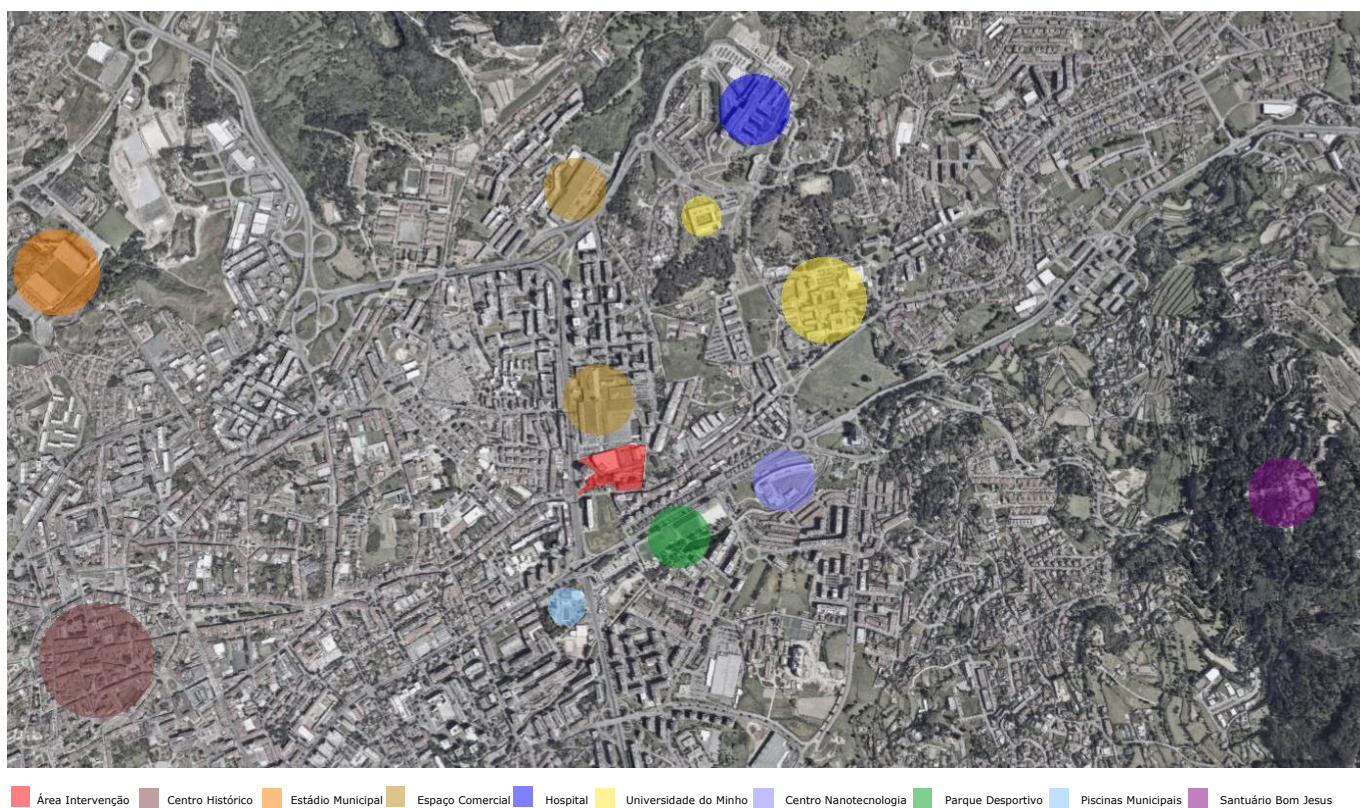 Área Intervenção Centro Histórico Estádio Municipal Espaço Comercial Hospital Universidade do Minho Centro Nanotecnologia Parque Desportivo Piscinas Municipais Santuário Bom Jesus